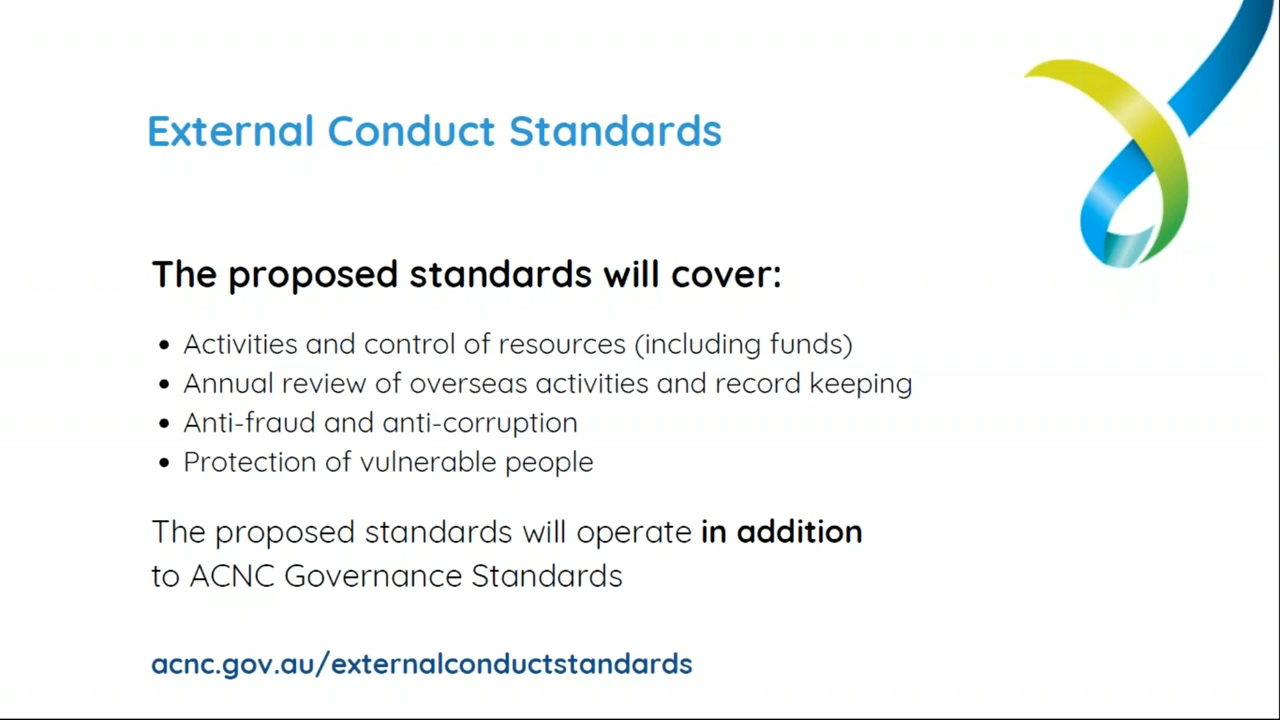 External Conduct Standards
The proposed standards will cover:
• Activities and control of resources (including funds)
• Annual review of overseas activities and record keeping
• Anti-fraud and anti-corruption
• Protection of vulnerable people
The proposed standards will operate in addition
to ACNC Governance Standards
acnc.gov.au/externalconductstandards